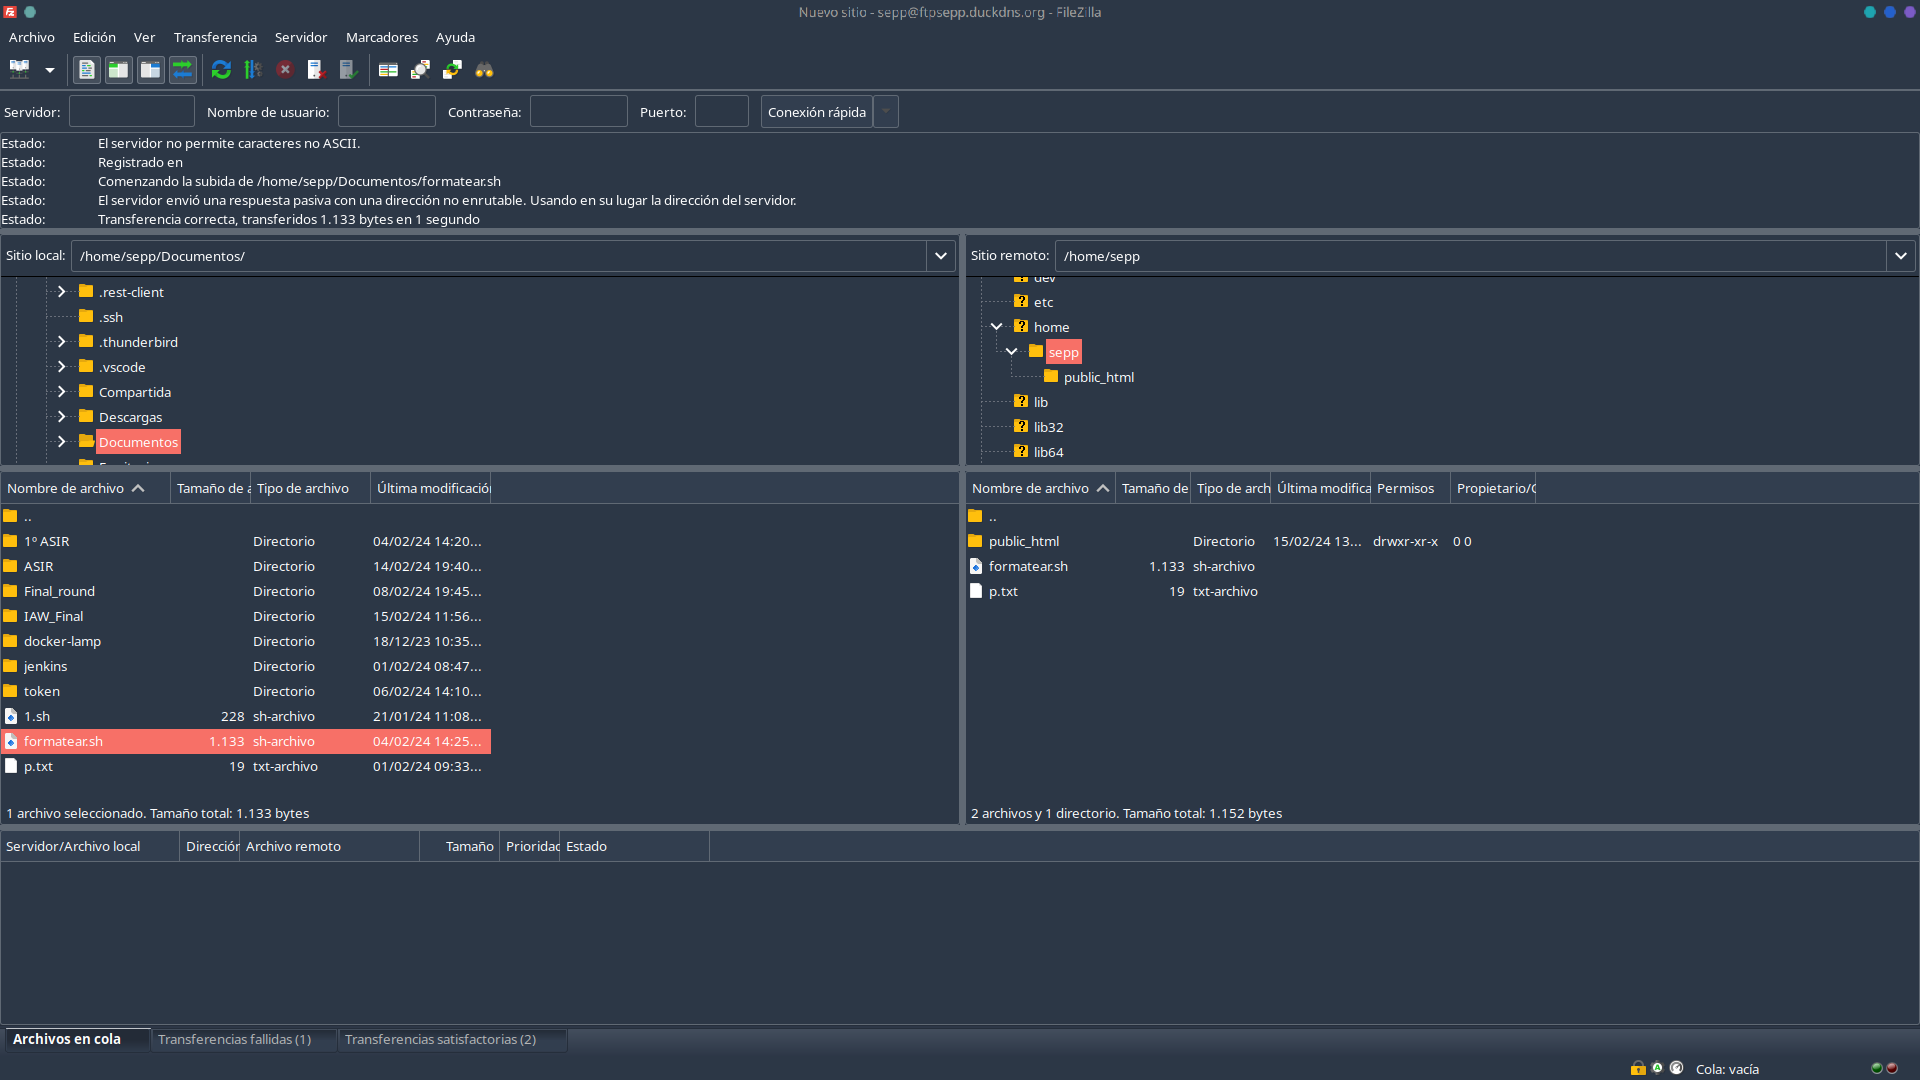 Nuevo sitio - sepp@ftpsepp.duckdns.org - FileZilla
Archivo Edición Ver Transferencia Servidor Marcadores Ayuda
Servidor: Nombre de usuario: Contraseña: Puerto: Conexión rápida
Estado: El servidor no permite caracteres no ASCII.
Estado: Registrado en
Estado: Comenzando la subida de /home/sepp/Documentos/formatear.sh
Estado: El servidor envió una respuesta pasiva con una dirección no enrutable. Usando en su lugar la dirección del servidor.
Estado: Transferencia correcta, transferidos 1.133 bytes en 1 segundo
Sitio local: /home/sepp/Documentos/
.rest-client
.ssh
.thunderbird
.vscode
Compartida
Descargas
Documentos
Nombre de archivo Tamaño de a Tipo de archivo Última modificación
..
1º ASIR Directorio 04/02/24 14:20...
ASIR Directorio 14/02/24 19:40...
Final_round Directorio 08/02/24 19:45...
IAW_Final Directorio 15/02/24 11:56...
docker-lamp Directorio 18/12/23 10:35...
jenkins Directorio 01/02/24 08:47...
token Directorio 06/02/24 14:10...
1.sh 228 sh-archivo 21/01/24 11:08...
formatear.sh 1.133 sh-archivo 04/02/24 14:25...
p.txt 19 txt-archivo 01/02/24 09:33...
1 archivo seleccionado. Tamaño total: 1.133 bytes
Sitio remoto: /home/sepp
dev
etc
home
sepp
public_html
lib
lib32
lib64
Nombre de archivo Tamaño de Tipo de arch Última modifica Permisos Propietario/G
..
public_html Directorio 15/02/24 13... drwxr-xr-x 0 0
formatear.sh 1.133 sh-archivo
p.txt 19 txt-archivo
2 archivos y 1 directorio. Tamaño total: 1.152 bytes
Servidor/Archivo local Dirección Archivo remoto Tamaño Prioridad Estado
Archivos en cola Transferencias fallidas (1) Transferencias satisfactorias (2)
Cola: vacía